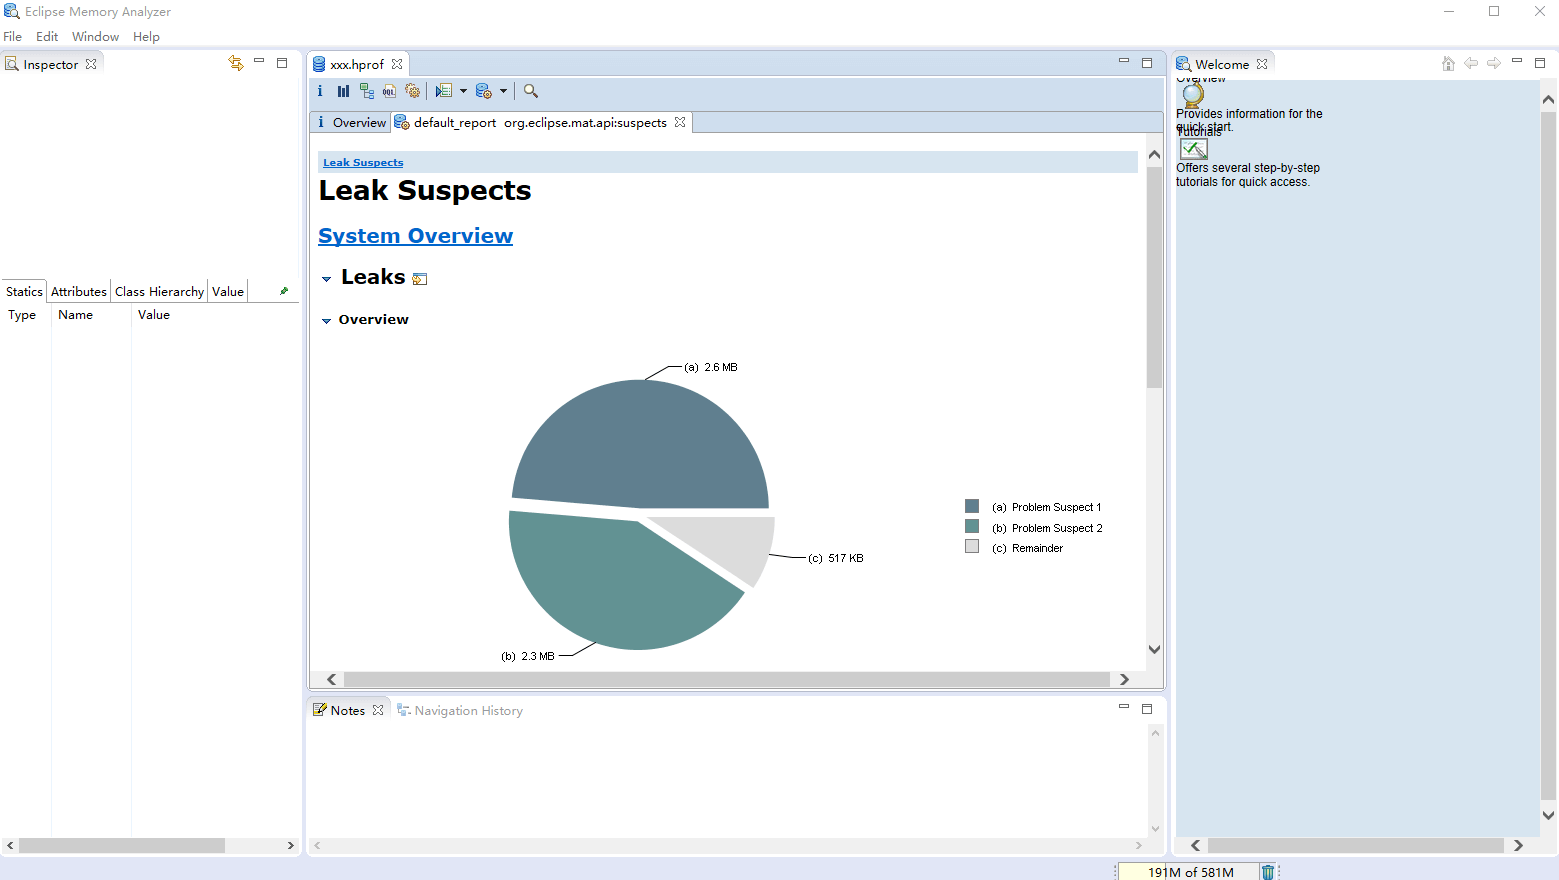 Eclipse Memory Analyzer
File Edit Window Help
Inspector
Statics Attributes Class Hierarchy Value
Type Name Value
xxx.hprof
i OQL
i Overview default_report org.eclipse.mat.api:suspects
Leak Suspects
Leak Suspects
System Overview
Leaks
Overview
(a) 2.6 MB
(a) Problem Suspect 1
(b) Problem Suspect 2
(c) Remainder
(c) 517 KB
(b) 2.3 MB
Notes Navigation History
Welcome
Overview
Provides information for the
quick start.
Tutorials
Offers several step-by-step
tutorials for quick access.
191M of 581M